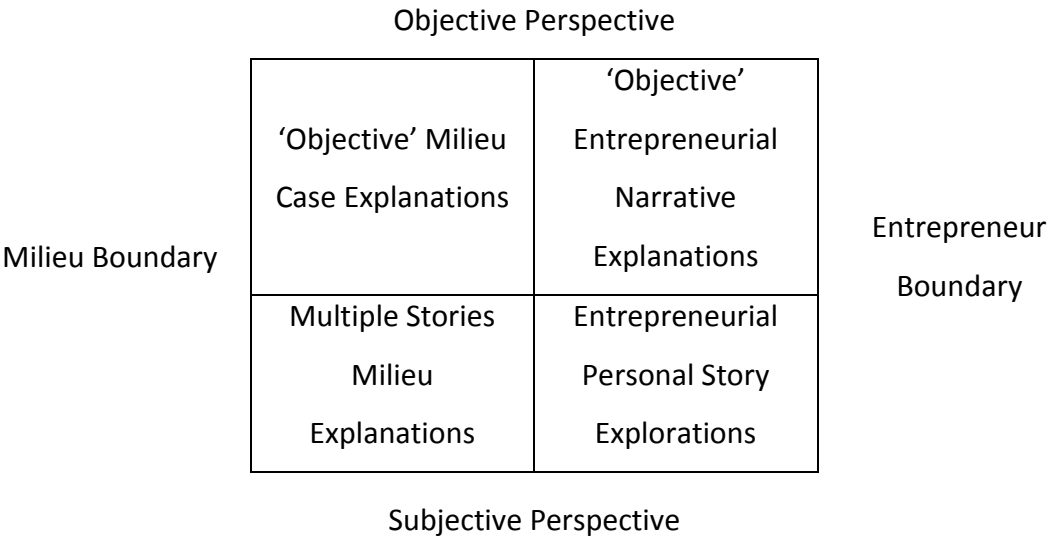 Objective Perspective
‘Objective’ Milieu
Case Explanations
‘Objective’
Entrepreneurial
Narrative
Explanations
Milieu Boundary
Entrepreneur
Boundary
Multiple Stories
Milieu
Explanations
Entrepreneurial
Personal Story
Explorations
Subjective Perspective